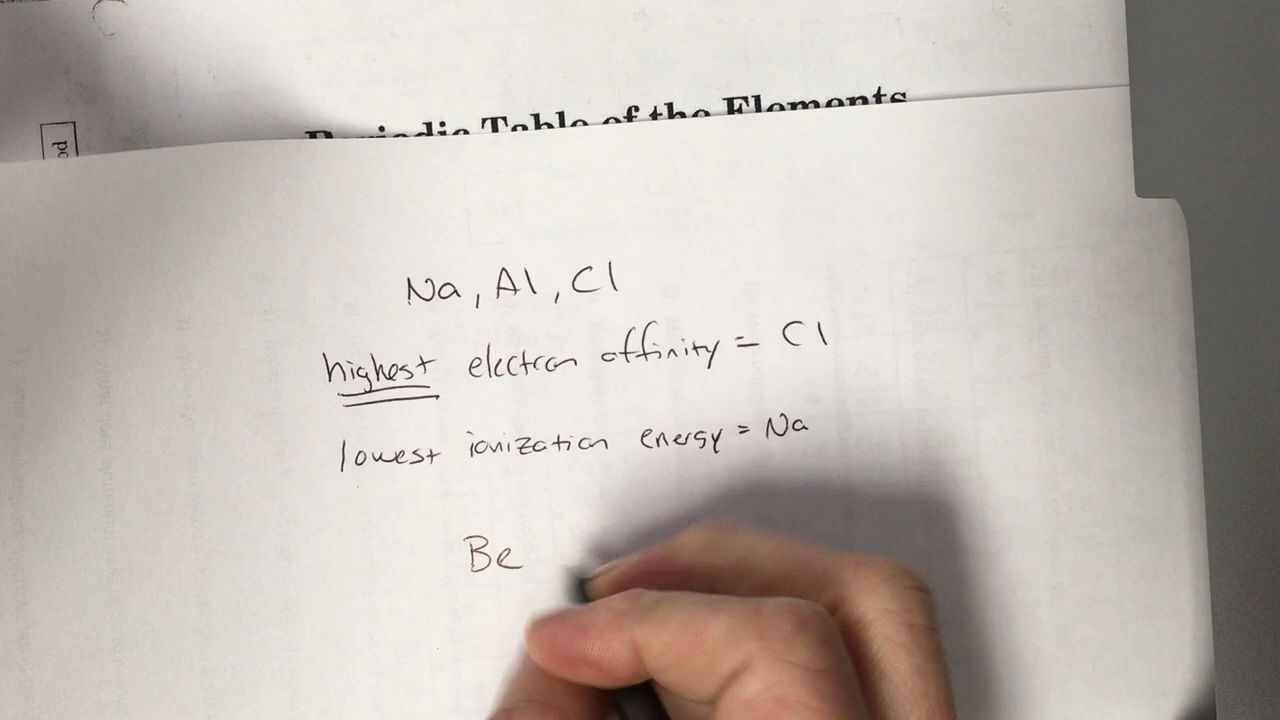 Periodic Table of the Elements
Na, Al, Cl
highest electron affinity = Cl
lowest ionization energy = Na
Be